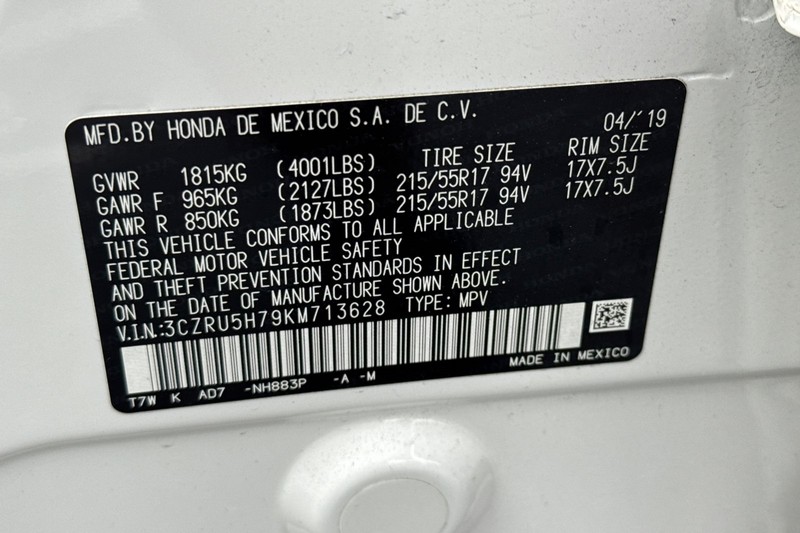 MFD.BY HONDA DE MEXICO S.A. DE C.V. 04/'19
TIRE SIZE RIM SIZE
GVWR 1815KG (4001LBS)
GAWR F 965KG (2127LBS) 215/55R17 94V 17X7.5J
GAWR R 850KG (1873LBS) 215/55R17 94V 17X7.5J
THIS VEHICLE CONFORMS TO ALL APPLICABLE
FEDERAL MOTOR VEHICLE SAFETY
AND THEFT PREVENTION STANDARDS IN EFFECT
ON THE DATE OF MANUFACTURE SHOWN ABOVE.
V.I.N:3CZRU5H79KM713628 TYPE: MPV
MADE IN MEXICO
T7W K AD7 -NH883P -A -M